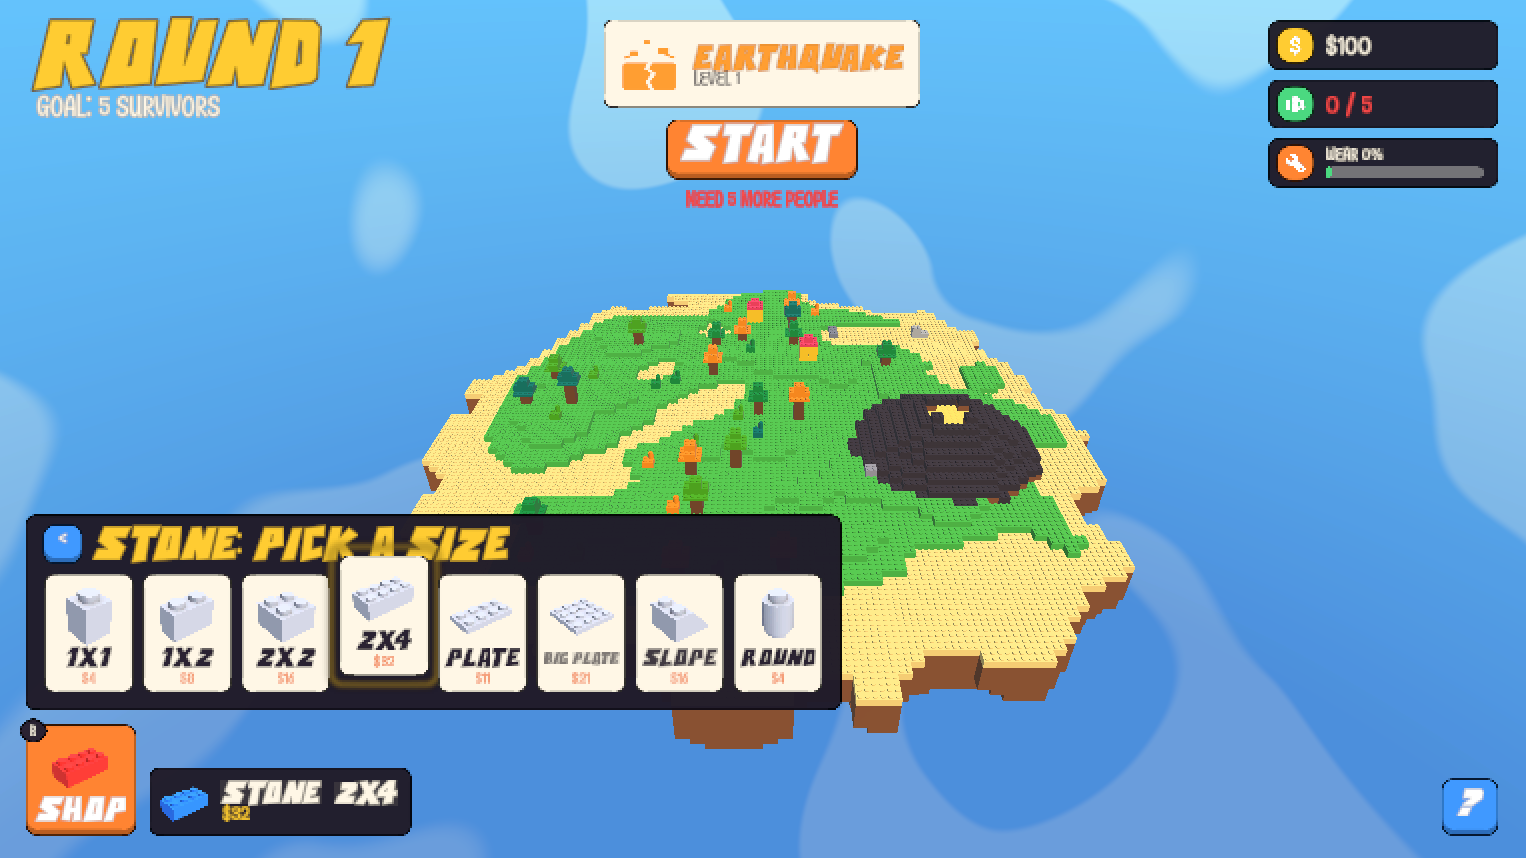 ROUND 1
GOAL: 5 SURVIVORS
EARTHQUAKE
LEVEL 1
START
NEED 5 MORE PEOPLE
$100
0 / 5
WEAR 0%
<
STONE: PICK A SIZE
1X1
$4
1X2
$8
2X2
$16
2X4
$32
PLATE
$11
BIG PLATE
$21
SLOPE
$16
ROUND
$4
B
SHOP
STONE 2X4
$32
?